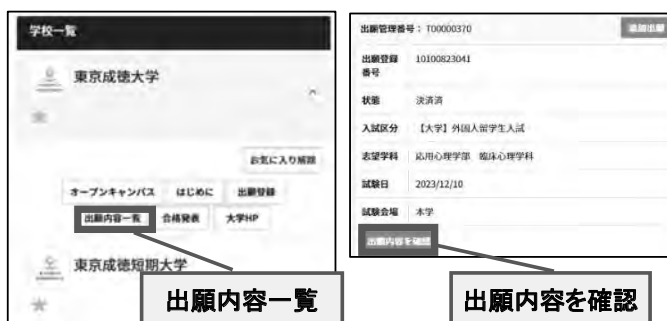 学校一覧
東京成徳大学
お気に入り解除
オープンキャンパス はじめに 出願登録
出願内容一覧 合格発表 大学HP
東京成徳短期大学
出願内容一覧
出願管理番号: T00000370 追加出願
出願登録番号 10100823041
状態 決済済
入試区分 【大学】外国人留学生入試
志望学科 応用心理学部 臨床心理学科
試験日 2023/12/10
試験会場 本学
出願内容を確認
出願内容を確認